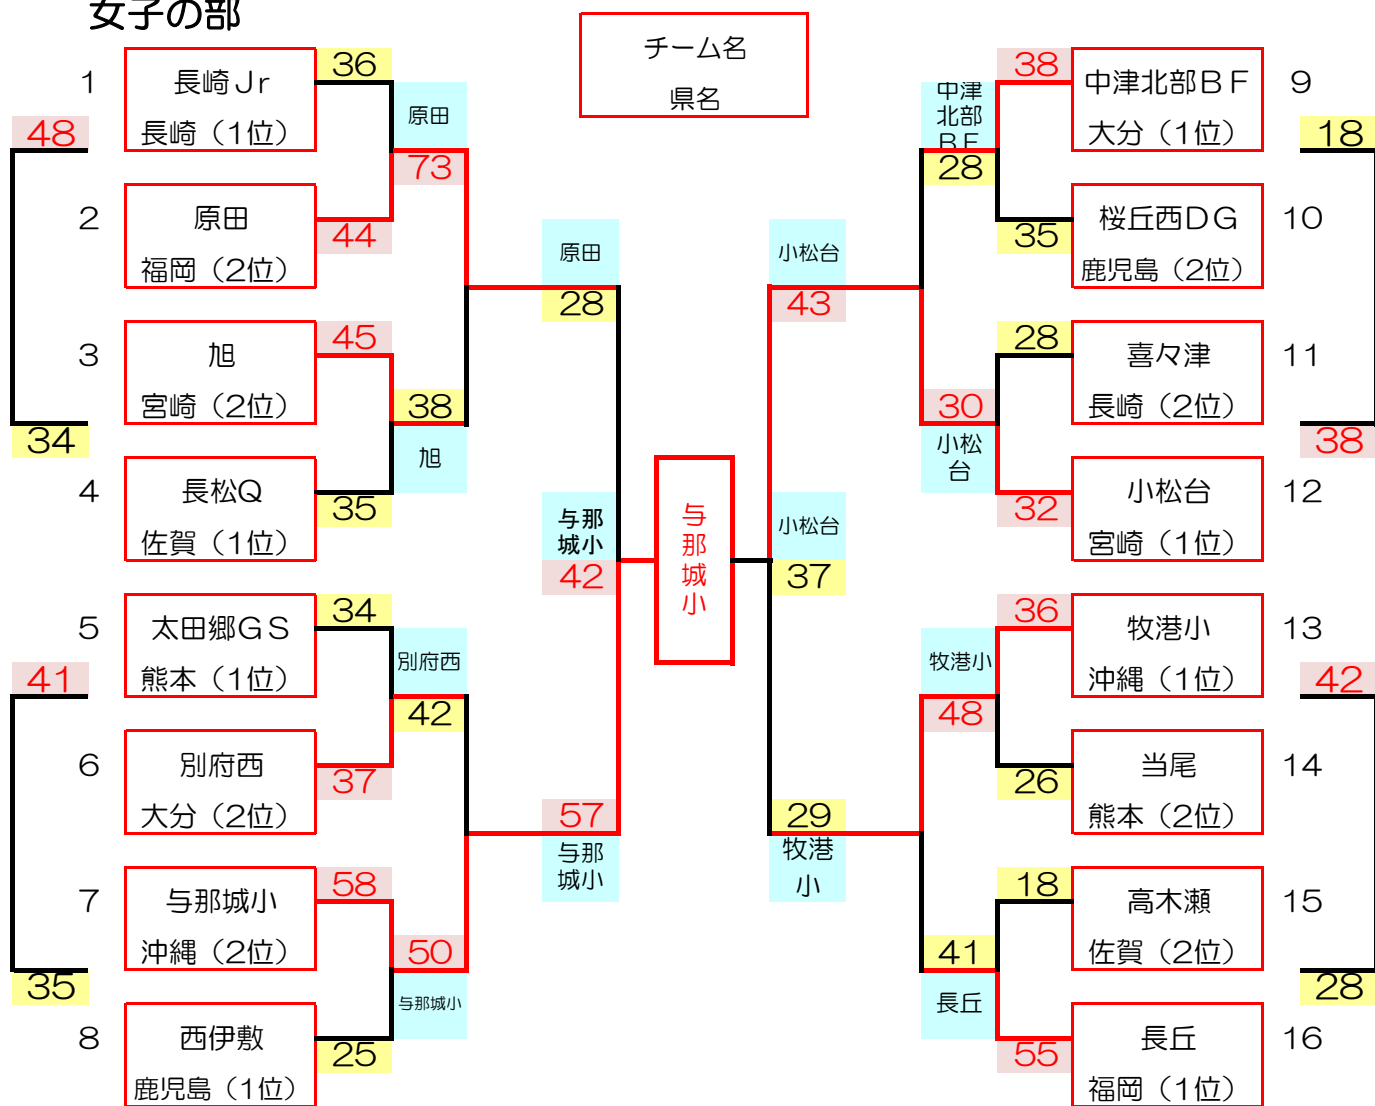 女子の部
チーム名
県名
1
長崎Jr
長崎（1位）
36
48
原田
73
2
原田
福岡（2位）
44
原田
28
3
旭
宮崎（2位）
45
38
旭
34
4
長松Q
佐賀（1位）
35
与那
城小
42
与那城小
5
太田郷GS
熊本（1位）
34
41
別府西
42
6
別府西
大分（2位）
37
57
与那
城小
7
与那城小
沖縄（2位）
58
50
与那城小
35
8
西伊敷
鹿児島（1位）
25
38
中津北部BF
大分（1位）
9
18
中津
北部
BF
28
35
桜丘西DG
鹿児島（2位）
10
小松台
43
28
喜々津
長崎（2位）
11
30
小松
台
38
32
小松台
宮崎（1位）
12
小松台
37
36
牧港小
沖縄（1位）
13
42
牧港小
48
26
当尾
熊本（2位）
14
29
牧港
小
18
高木瀬
佐賀（2位）
15
41
長丘
28
55
長丘
福岡（1位）
16